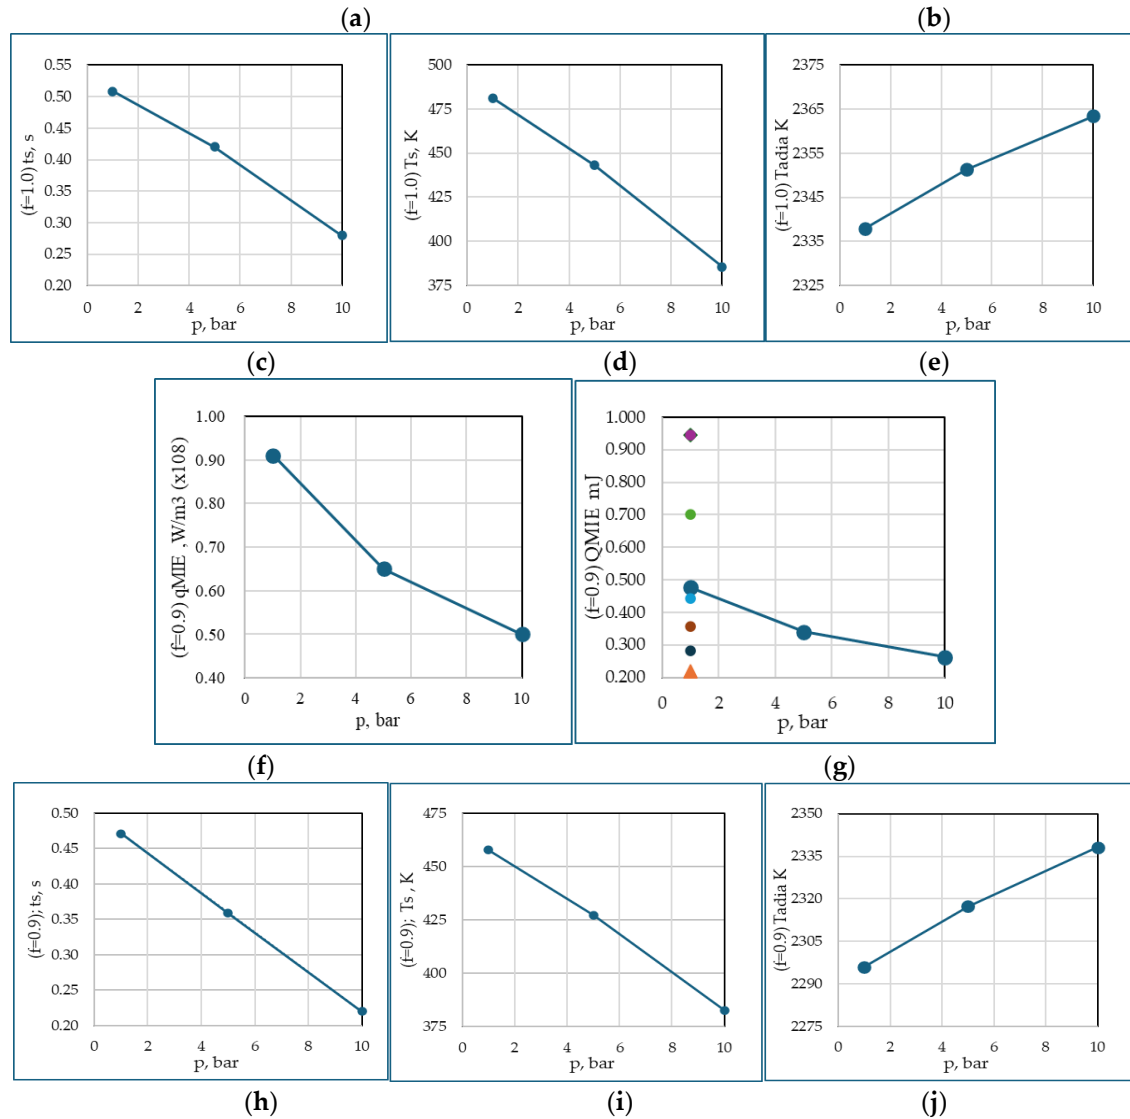 (a) (b)
(f=1.0) ts, s
0.55
0.50
0.45
0.40
0.35
0.30
0.25
0.20
0 2 4 6 8 10
p, bar
(f=1.0) Ts, K
500
475
450
425
400
375
0 2 4 6 8 10
p, bar
(f=1.0) Tadia K
2375
2365
2355
2345
2335
2325
0 2 4 6 8 10
p, bar
(c) (d) (e)
(f=0.9) qMIE ,W/m3 (x108)
1.00
0.90
0.80
0.70
0.60
0.50
0.40
0 2 4 6 8 10
p, bar
(f=0.9) QMIE mJ
1.000
0.900
0.800
0.700
0.600
0.500
0.400
0.300
0.200
0 2 4 6 8 10
p, bar
(f) (g)
(f=0.9); ts, s
0.50
0.45
0.40
0.35
0.30
0.25
0.20
0 2 4 6 8 10
p, bar
(f=0.9); Ts , K
475
450
425
400
375
0 2 4 6 8 10
p, bar
(f=0.9) Tadia K
2350
2335
2320
2305
2290
2275
0 2 4 6 8 10
p, bar
(h) (i) (j)